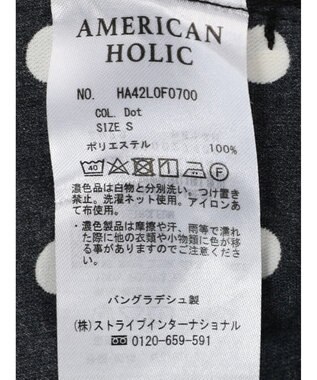 AMERICAN
HOLIC
NO. HA42L0F0700
COL. Dot
SIZE S
ポリエステル 100%
40
F
濃色品は白物と分別洗い。つけ置き
禁止。洗濯ネット使用。アイロンあ
て布使用。
・濃色製品は摩擦や汗、雨等で濡れ
た際に他の衣類や小物類に色が移
る事がありますのでご注意くださ
い。
バングラデシュ製
(株)ストライプインターナショナル
0120-659-591